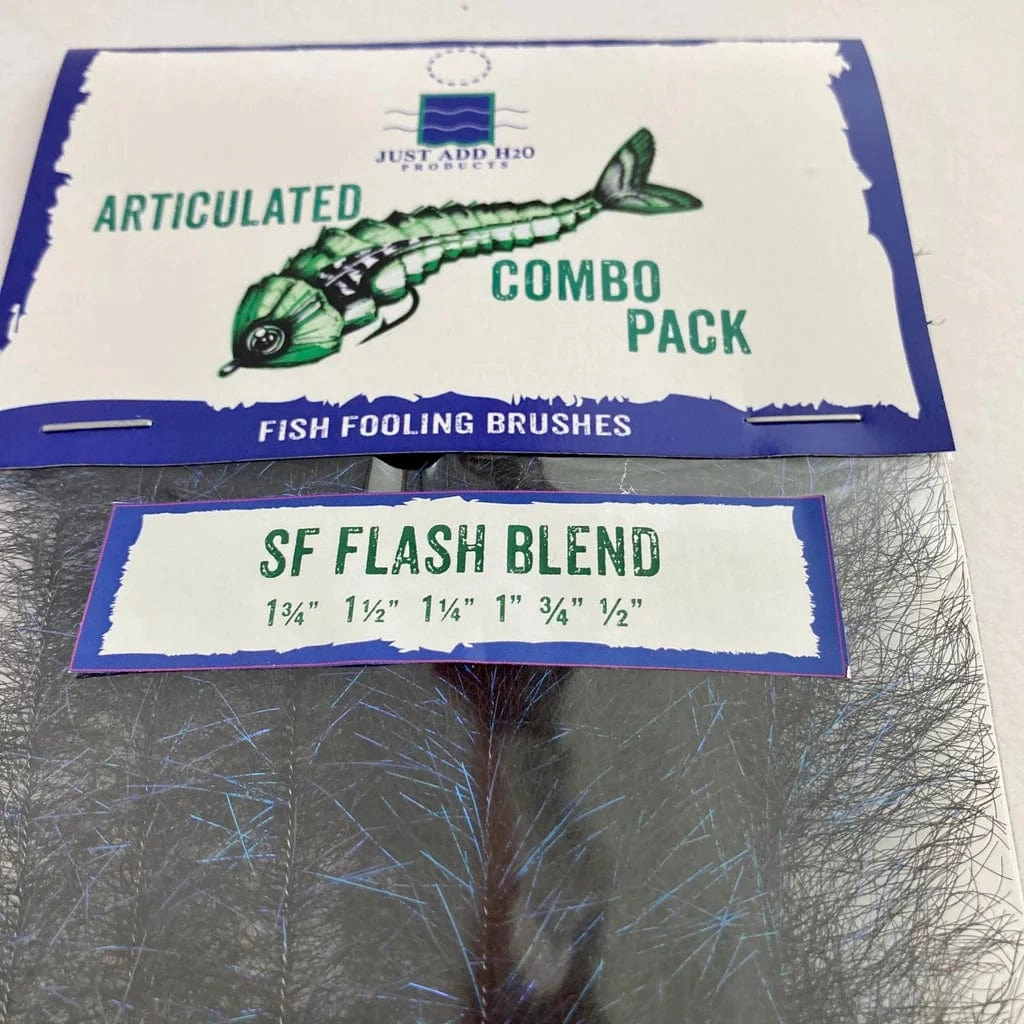 JUST ADD H2O
PRODUCTS
ARTICULATED
COMBO
PACK
FISH FOOLING BRUSHES
SF FLASH BLEND
1¾” 1½” 1¼” 1” ¾” ½”